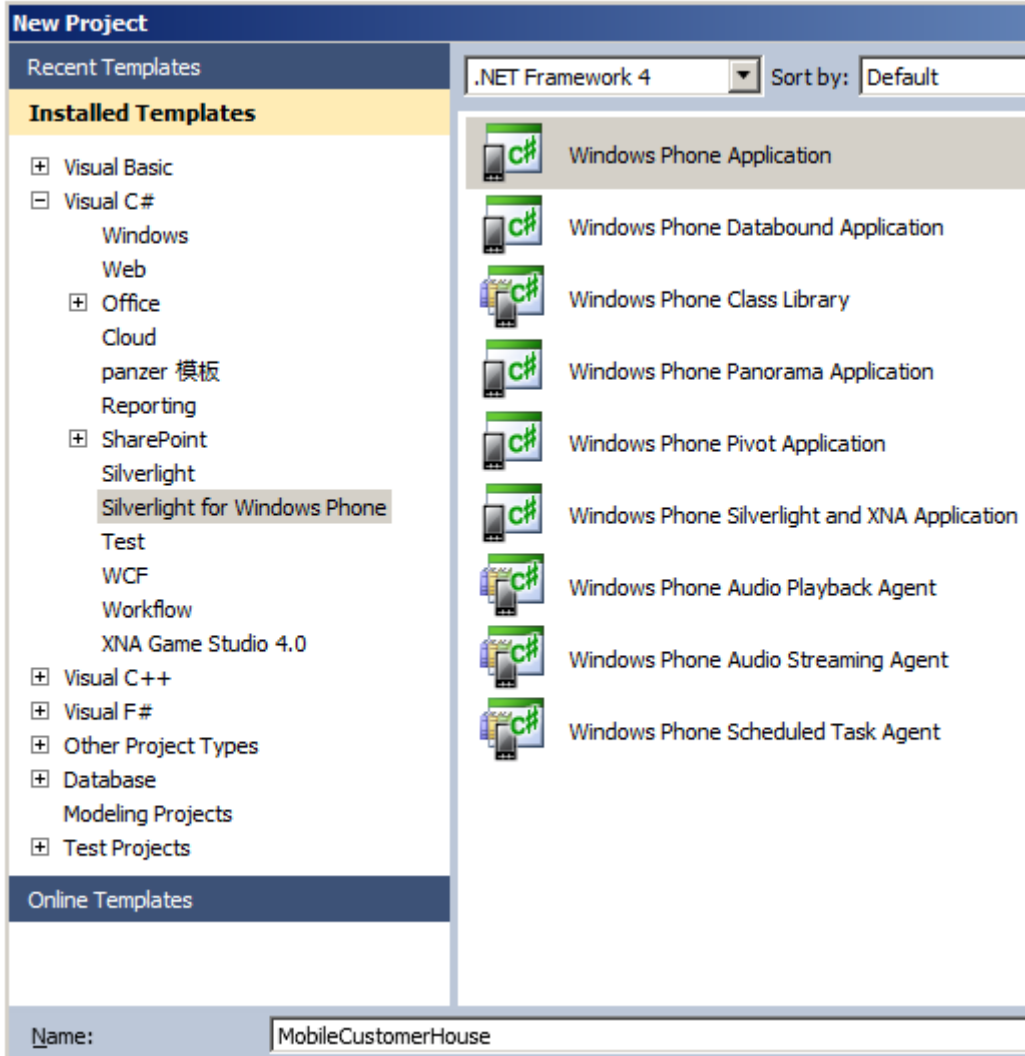 New Project
Recent Templates
Installed Templates
Visual Basic
Visual C#
Windows
Web
Office
Cloud
panzer 模板
Reporting
SharePoint
Silverlight
Silverlight for Windows Phone
Test
WCF
Workflow
XNA Game Studio 4.0
Visual C++
Visual F#
Other Project Types
Database
Modeling Projects
Test Projects
Online Templates
.NET Framework 4 Sort by: Default
C# Windows Phone Application
C# Windows Phone Databound Application
C# Windows Phone Class Library
C# Windows Phone Panorama Application
C# Windows Phone Pivot Application
C# Windows Phone Silverlight and XNA Application
C# Windows Phone Audio Playback Agent
C# Windows Phone Audio Streaming Agent
C# Windows Phone Scheduled Task Agent
Name: MobileCustomerHouse